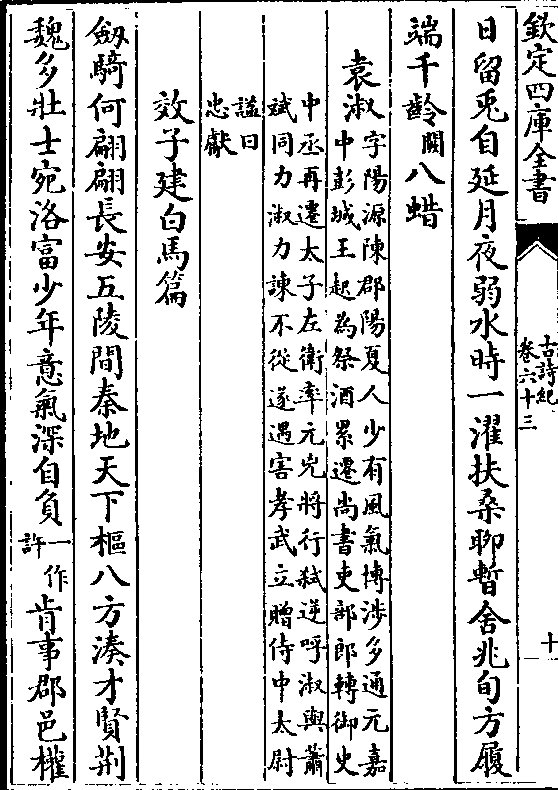 欽定四庫全書
古詩紀
卷六十三
十
日留兎自延月夜弱水時一濯扶桑聊暫舍兆旬方履
端千齡闕八蜡
袁淑字陽源陳郡陽夏人少有風氣博涉多通元嘉
中彭城王起為祭酒累遷尚書吏部郎轉御史
中丞再遷太子左衛率元兇將行弑逆呼淑與蕭
斌同力淑力諫不從遂遇害孝武立贈侍中太尉
諡曰
忠獻
效子建白馬篇
劒騎何翩翩長安五陵間秦地天下樞八方湊才賢荆
魏多壯士宛洛富少年意氣深自負一作許肯事郡邑權